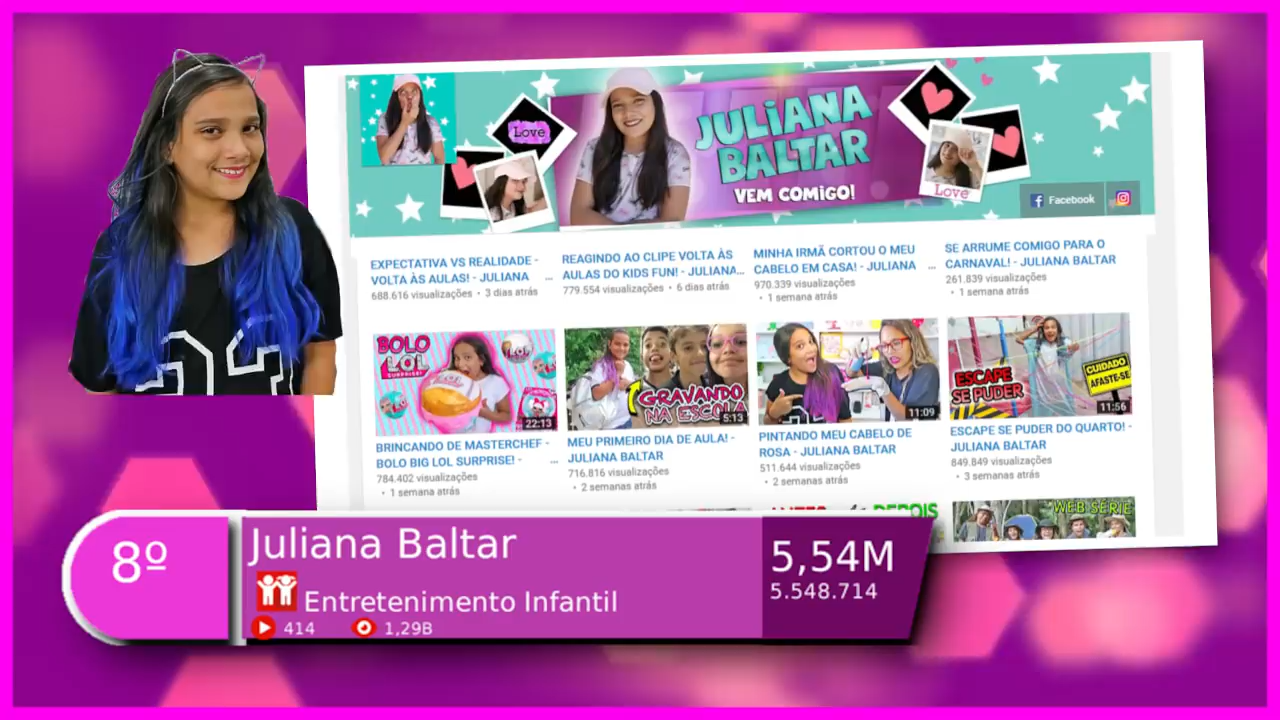 Love
JULIANA
BALTAR
VEM COMIGO!
Love
Facebook
EXPECTATIVA VS REALIDADE -
VOLTA ÀS AULAS! - JULIANA ...
688.616 visualizações • 3 dias atrás
REAGINDO AO CLIPE VOLTA ÀS
AULAS DO KIDS FUN! - JULIANA...
779.554 visualizações • 6 dias atrás
MINHA IRMÃ CORTOU O MEU
CABELO EM CASA! - JULIANA ...
970.339 visualizações
• 1 semana atrás
SE ARRUME COMIGO PARA O
CARNAVAL! - JULIANA BALTAR
261.839 visualizações
• 1 semana atrás
BOLO
LOL
SURPRISE!
22:13
GRAVANDO
NA ESCOLA
5:13
11:09
ESCAPE
SE PUDER
CUIDADO
AFASTE-SE
11:56
BRINCANDO DE MASTERCHEF -
BOLO BIG LOL SURPRISE! - ...
784.402 visualizações
• 1 semana atrás
MEU PRIMEIRO DIA DE AULA! -
JULIANA BALTAR
716.816 visualizações
• 2 semanas atrás
PINTANDO MEU CABELO DE
ROSA - JULIANA BALTAR
511.644 visualizações
• 2 semanas atrás
ESCAPE SE PUDER DO QUARTO! -
JULIANA BALTAR
849.849 visualizações
• 3 semanas atrás
DEPOIS
WEB SÉRIE
8º
Juliana Baltar
Entretenimento Infantil
414
1,29B
5,54M
5.548.714